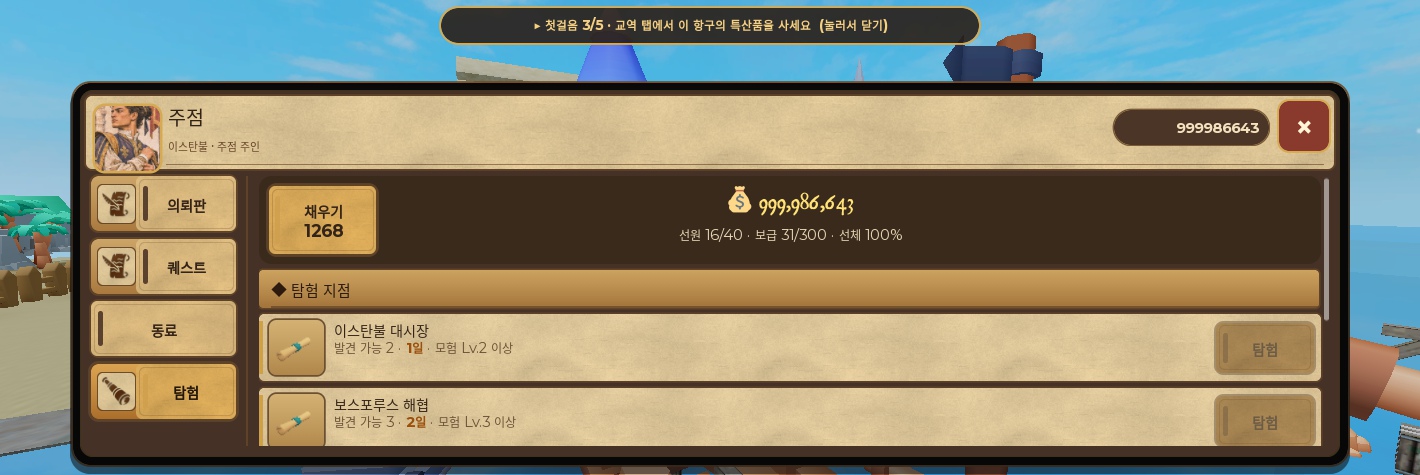 ▸ 첫걸음 3/5 · 교역 탭에서 이 항구의 특산품을 사세요 (눌러서 닫기)
주점
이스탄불 · 주점 주인
999986643
×
의뢰판
퀘스트
동료
탐험
채우기
1268
$ 999,986,643
선원 16/40 · 보급 31/300 · 선체 100%
◆ 탐험 지점
이스탄불 대시장
발견 가능 2 · 1일 · 모험 Lv.2 이상
탐험
보스포루스 해협
발견 가능 3 · 2일 · 모험 Lv.3 이상
탐험